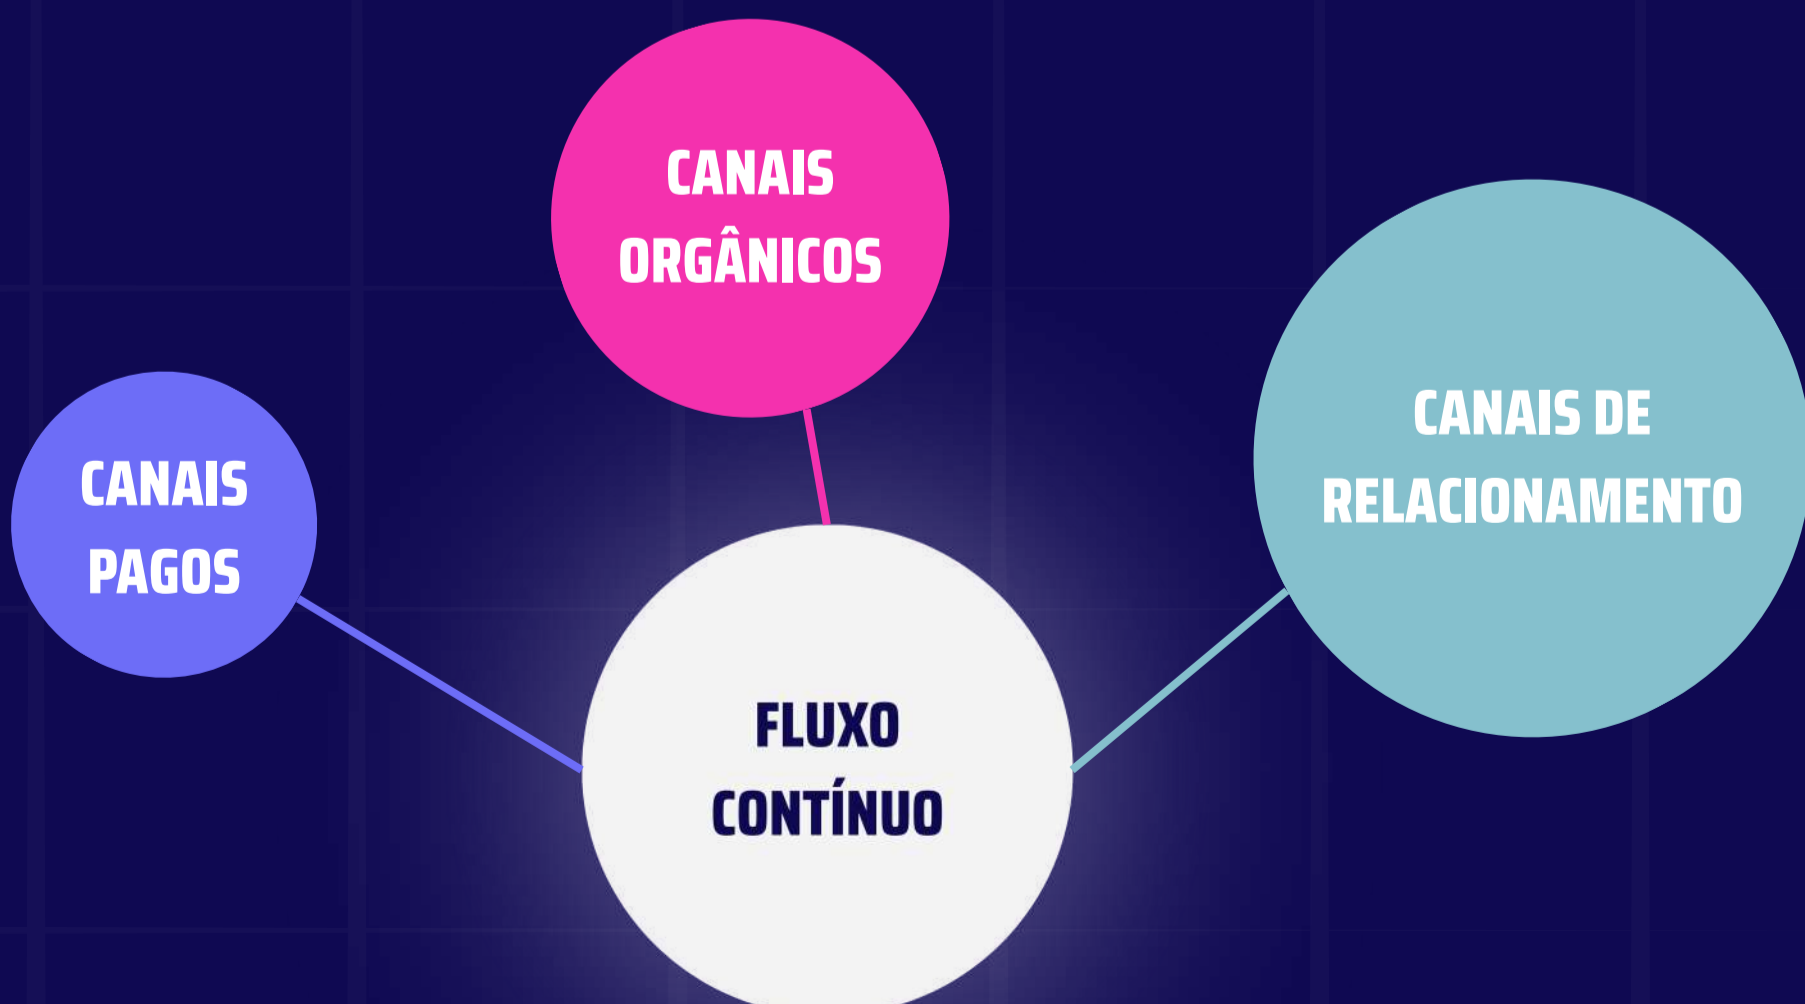 CANAIS
ORGÂNICOS
CANAIS DE
RELACIONAMENTO
CANAIS
PAGOS
FLUXO
CONTÍNUO